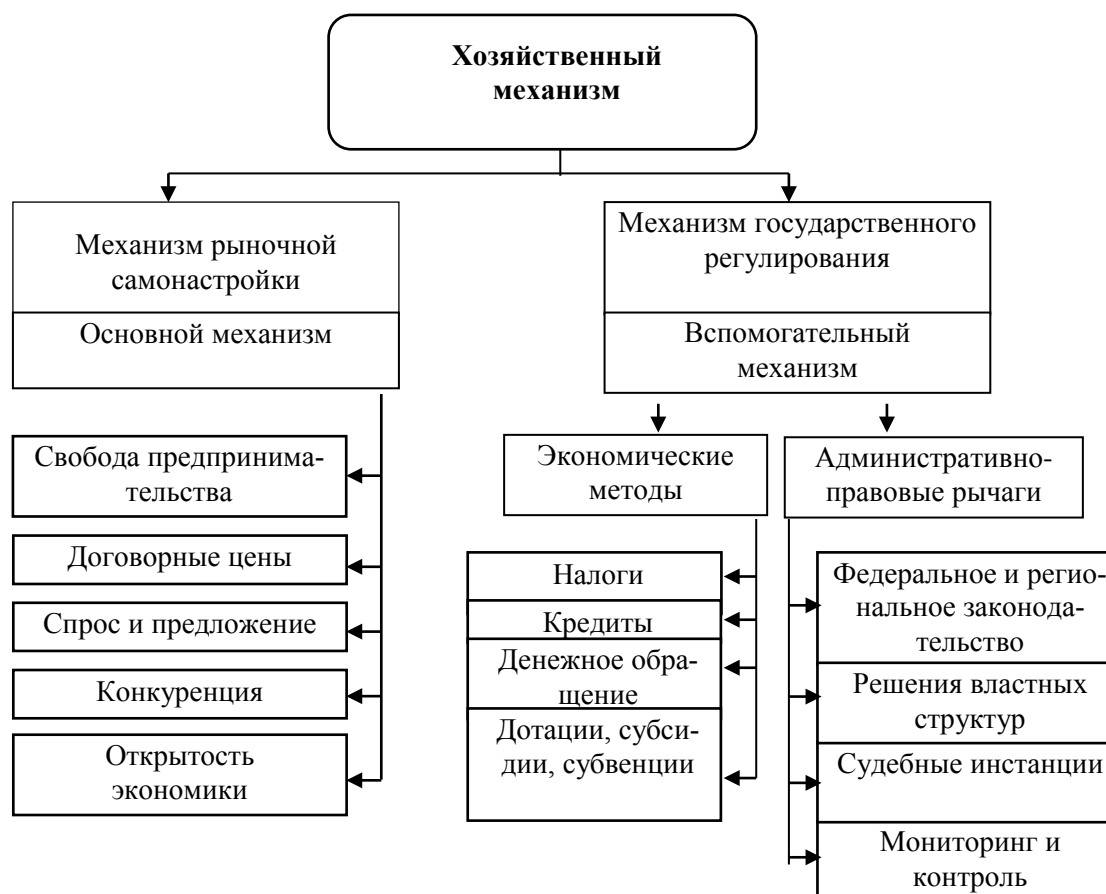 Хозяйственный
механизм
Механизм рыночной
самонастройки
Основной механизм
Механизм государственного
регулирования
Вспомогательный
механизм
Свобода предпринима-
тельства
Договорные цены
Спрос и предложение
Конкуренция
Открытость
экономики
Экономические
методы
Налоги
Кредиты
Денежное обра-
щение
Дотации, субси-
дии, субвенции
Административно-
правовые рычаги
Федеральное и регио-
нальное законода-
тельство
Решения властных
структур
Судебные инстанции
Мониторинг и
контроль